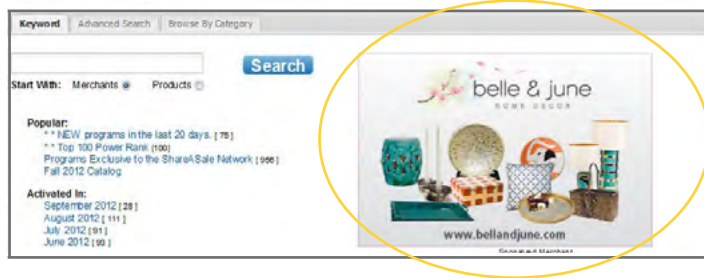 Keyword Advanced Search Browse By Category
Search
Start With: Merchants Products
Popular:
* * NEW programs in the last 20 days. [ 75 ]
* * Top 100 Power Rank [100]
Programs Exclusive to the ShareASale Network [ 956 ]
Fall 2012 Catalog
Activated In:
September 2012 [ 28 ]
August 2012 [ 111 ]
July 2012 [ 91 ]
June 2012 [ 93 ]
belle & june
HOME DECOR
www.bellandjune.com